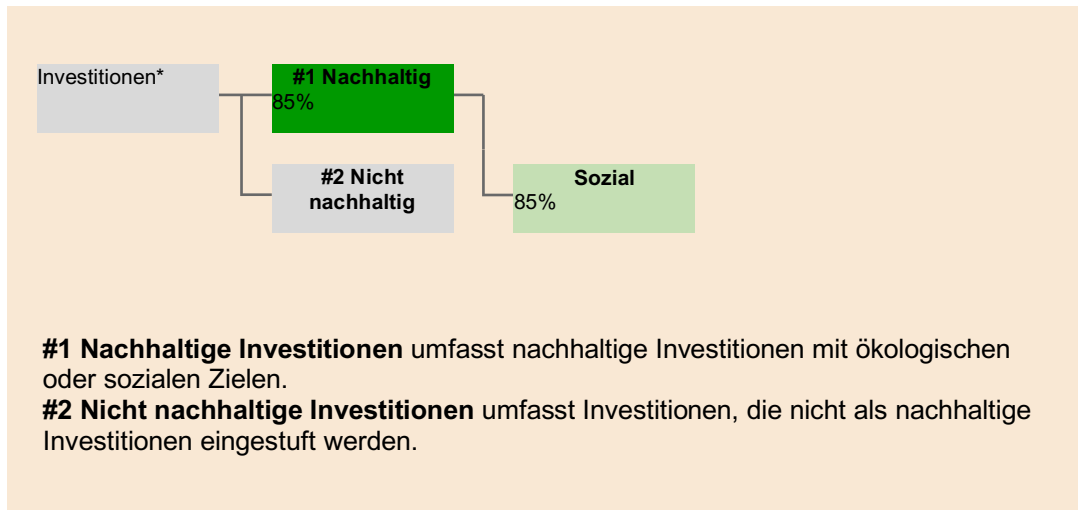 Investitionen*
#1 Nachhaltig
85%
#2 Nicht
nachhaltig
Sozial
85%
#1 Nachhaltige Investitionen umfasst nachhaltige Investitionen mit ökologischen
oder sozialen Zielen.
#2 Nicht nachhaltige Investitionen umfasst Investitionen, die nicht als nachhaltige
Investitionen eingestuft werden.